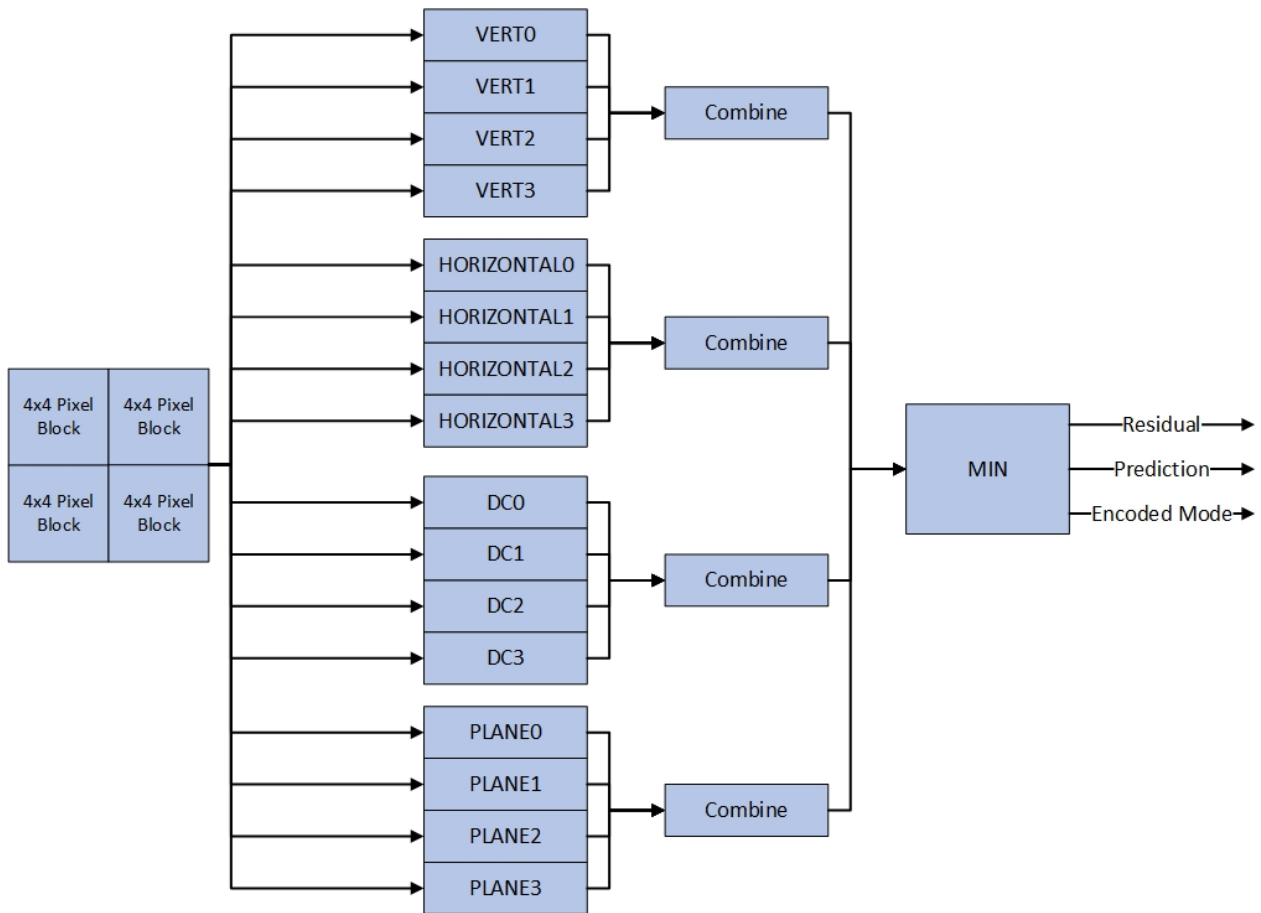 4x4 Pixel
Block
4x4 Pixel
Block
4x4 Pixel
Block
4x4 Pixel
Block
VERT0
VERT1
VERT2
VERT3
HORIZONTAL0
HORIZONTAL1
HORIZONTAL2
HORIZONTAL3
DC0
DC1
DC2
DC3
PLANE0
PLANE1
PLANE2
PLANE3
Combine
Combine
Combine
Combine
MIN
Residual
Prediction
Encoded Mode